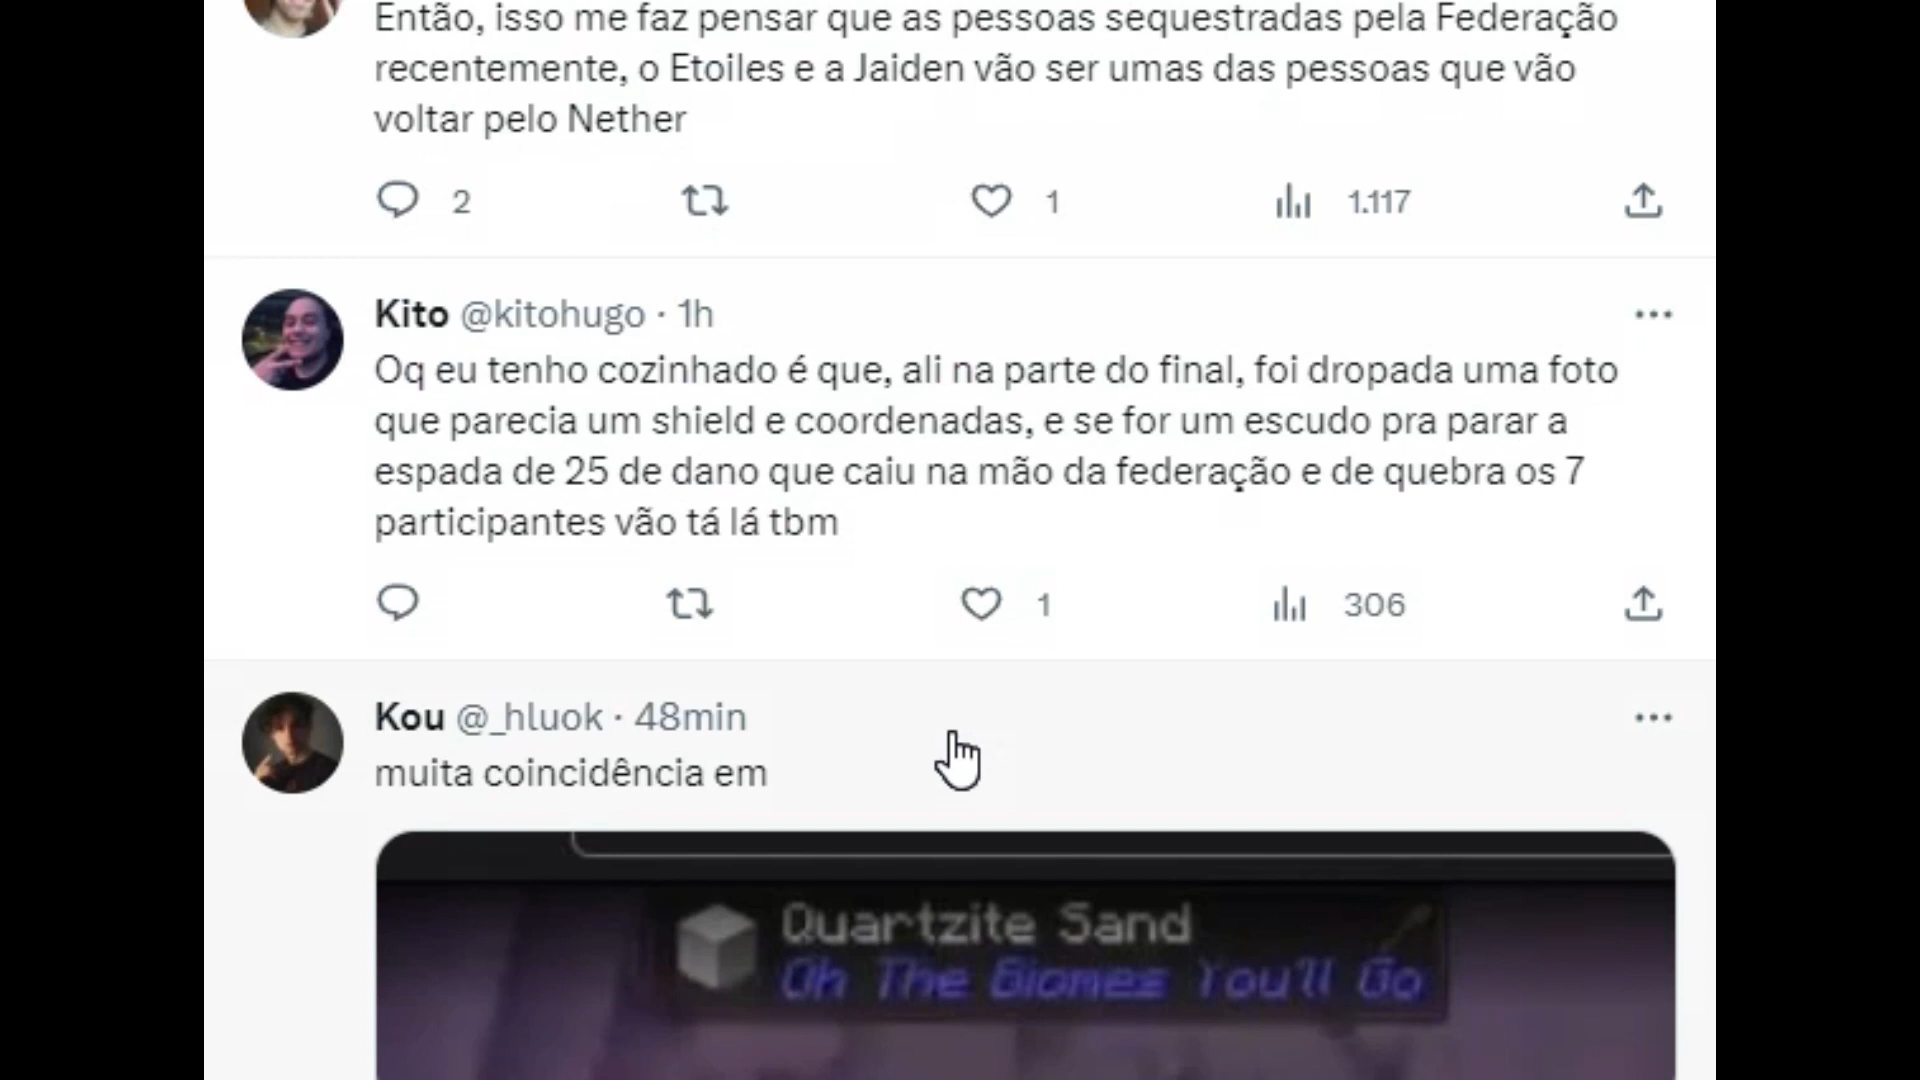 Então, isso me faz pensar que as pessoas sequestradas pela Federação
recentemente, o Etoiles e a Jaiden vão ser umas das pessoas que vão
voltar pelo Nether
2 1 1.117
Kito @kitohugo · 1h
Oq eu tenho cozinhado é que, ali na parte do final, foi dropada uma foto
que parecia um shield e coordenadas, e se for um escudo pra parar a
espada de 25 de dano que caiu na mão da federação e de quebra os 7
participantes vão tá lá tbm
1 306
Kou @_hluok · 48min
muita coincidência em
Quartzite Sand
Oh The Biomes You'll Go